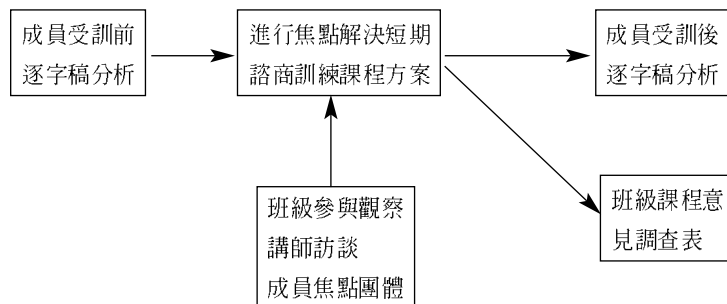 成員受訓前
逐字稿分析
進行焦點解決短期
諮商訓練課程方案
成員受訓後
逐字稿分析
班級參與觀察
講師訪談
成員焦點團體
班級課程意
見調查表